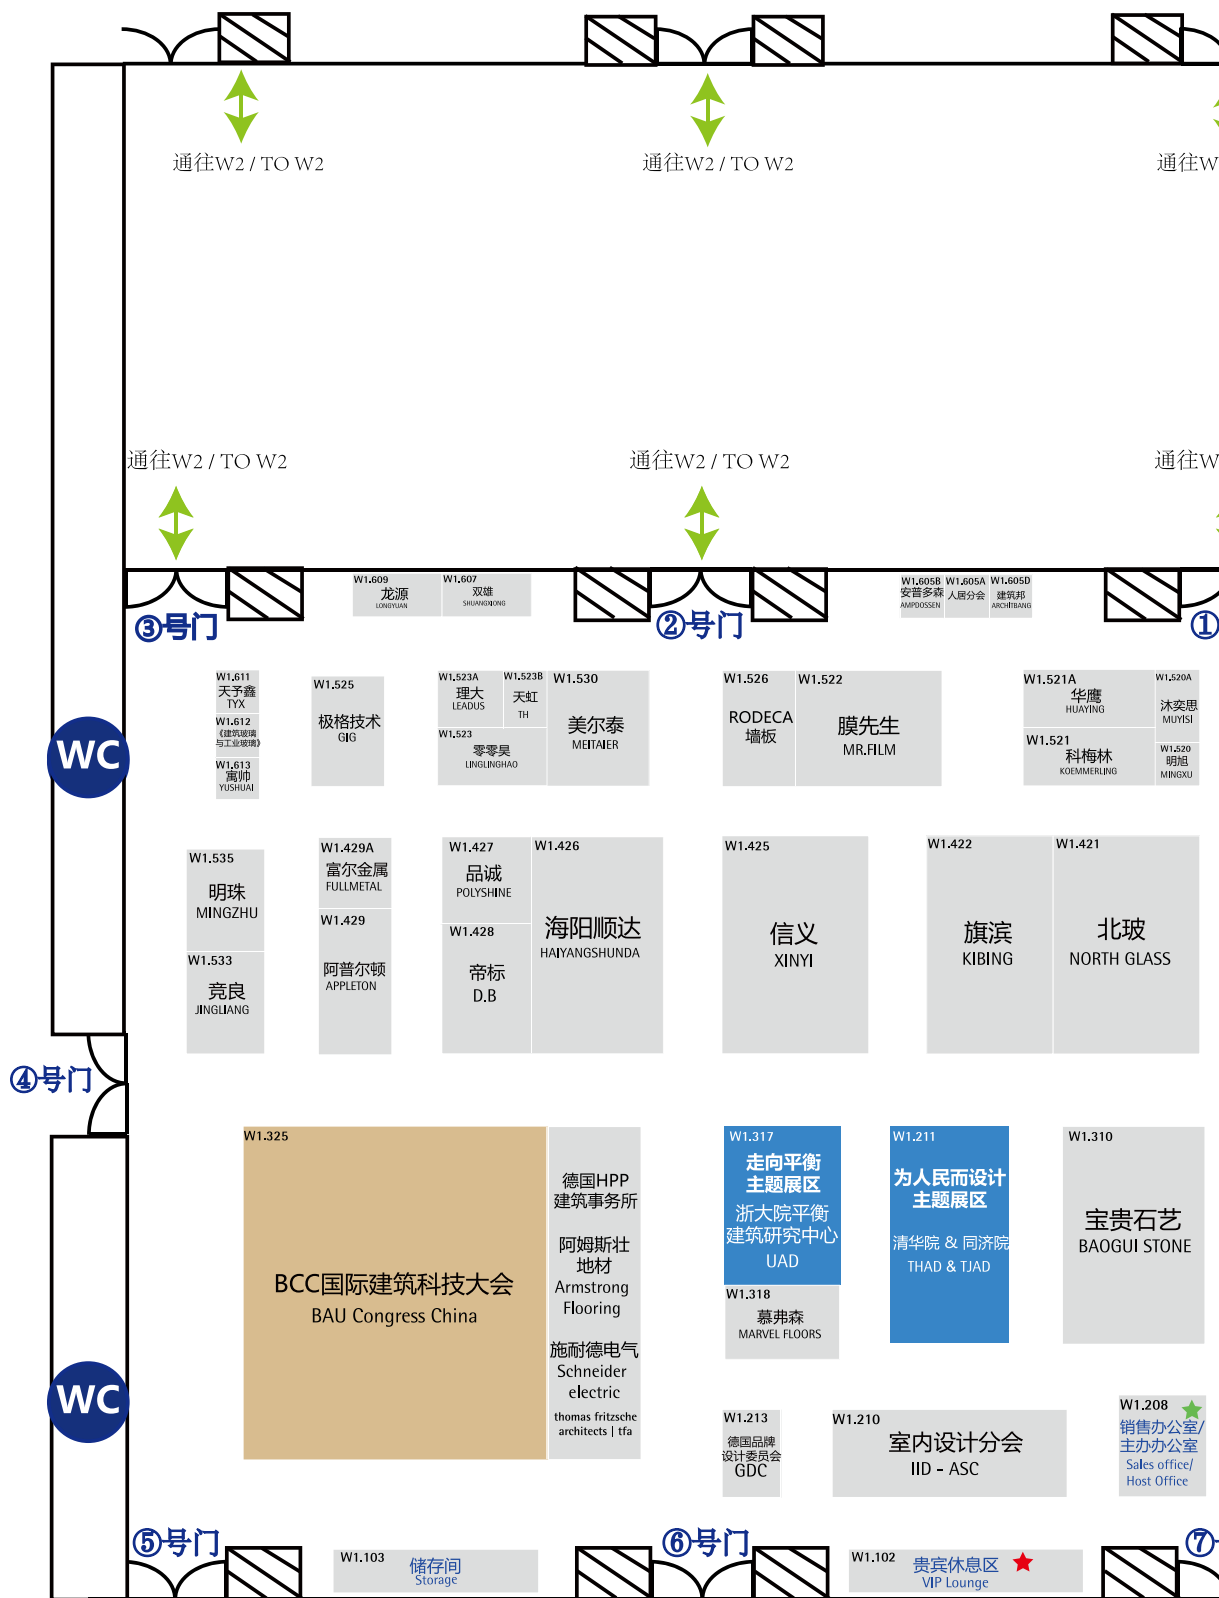 通往W2 / TO W2
通往W2 / TO W2
通往W
通往W2 / TO W2
通往W2 / TO W2
通往W
③号门
W1.609
龙源
LONGYUAN
W1.607
双雄
SHUANGXIONG
②号门
W1.605B
安普多森
AMPDOSSEN
W1.605A
人居分会
W1.605D
建筑邦
ARCHITBANG
①
W1.611
天予鑫
TYX
W1.612
《建筑玻璃
与工业玻璃》
W1.613
寓帅
YUSHUAI
W1.525
极格技术
GIG
W1.523A
理大
LEADUS
W1.523B
天虹
TH
W1.523
零零昊
LINGLINGHAO
W1.530
美尔泰
MEITAIER
W1.526
RODECA
墙板
W1.522
膜先生
MR.FILM
W1.521A
华鹰
HUAYING
W1.521
科梅林
KOEMMERLING
W1.520A
沐奕思
MUYISI
W1.520
明旭
MINGXU
WC
W1.535
明珠
MINGZHU
W1.533
竞良
JINGLIANG
W1.429A
富尔金属
FULLMETAL
W1.429
阿普尔顿
APPLETON
W1.427
品诚
POLYSHINE
W1.428
帝标
D.B
W1.426
海阳顺达
HAIYANGSHUNDA
W1.425
信义
XINYI
W1.422
旗滨
KIBING
W1.421
北玻
NORTH GLASS
④号门
W1.325
BCC国际建筑科技大会
BAU Congress China
德国HPP
建筑事务所
阿姆斯壮
地材
Armstrong
Flooring
施耐德电气
Schneider
electric
thomas fritzsche
architects | tfa
W1.317
走向平衡
主题展区
浙大院平衡
建筑研究中心
UAD
W1.318
慕弗森
MARVEL FLOORS
W1.211
为人民而设计
主题展区
清华院 & 同济院
THAD & TJAD
W1.310
宝贵石艺
BAOGUI STONE
WC
W1.213
德国品牌
设计委员会
GDC
W1.210
室内设计分会
IID - ASC
W1.208
销售办公室/
主办办公室
Sales office/
Host Office
⑤号门
W1.103
储存间
Storage
⑥号门
W1.102
贵宾休息区
VIP Lounge
⑦